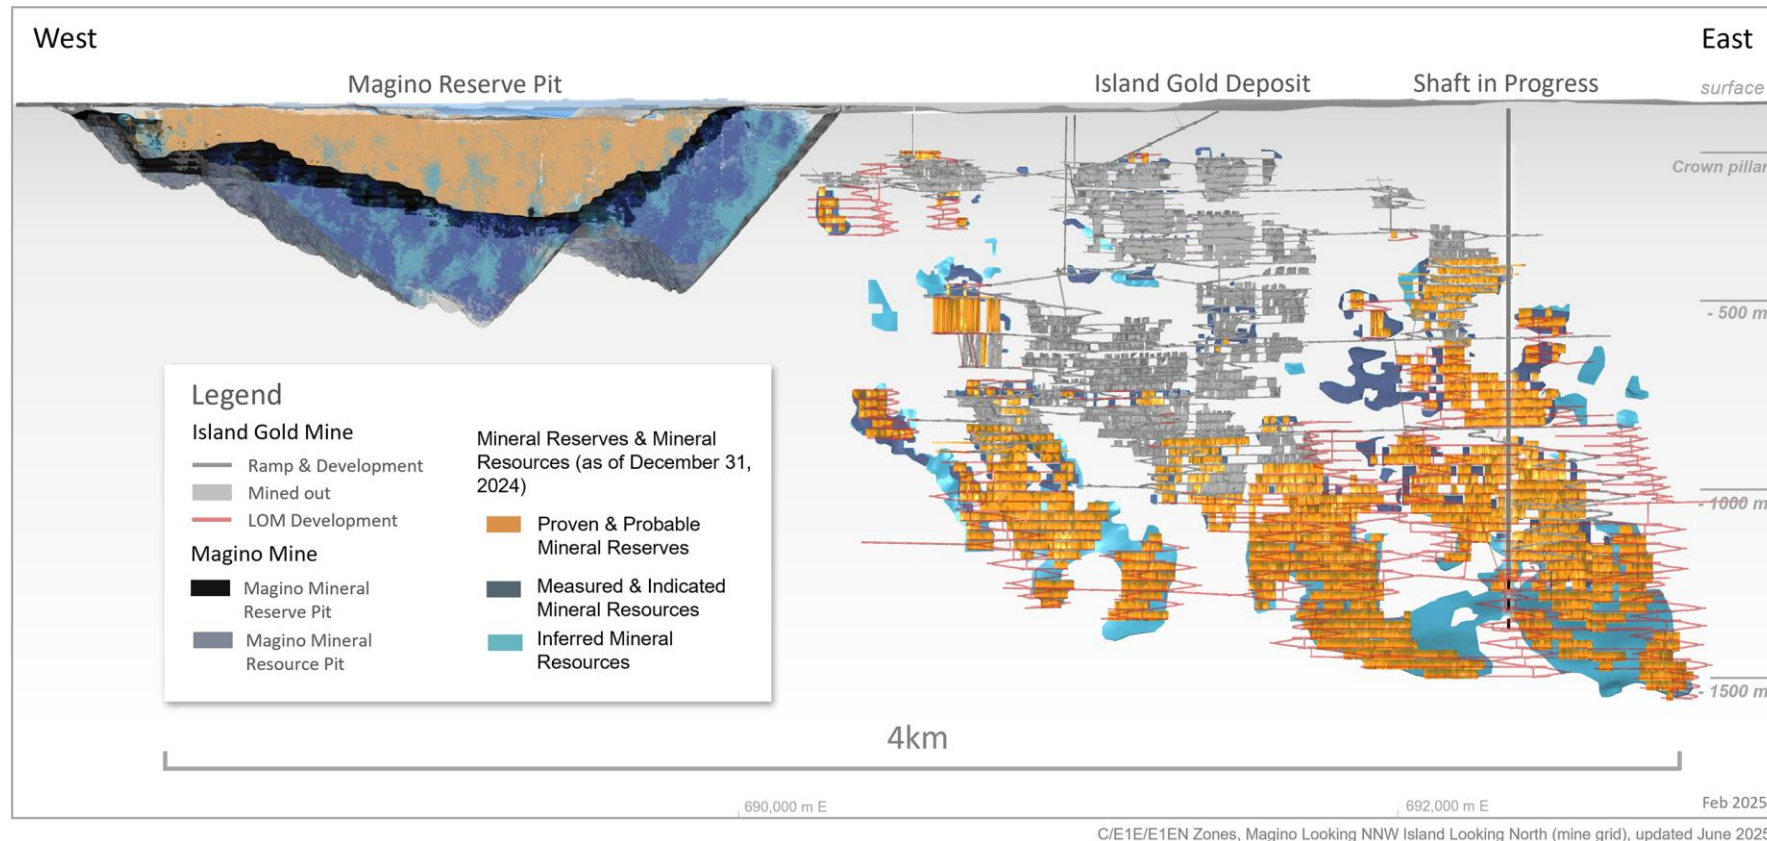 West
East
Magino Reserve Pit
Island Gold Deposit
Shaft in Progress
surface
Crown pillar
- 500 m
- 1000 m
- 1500 m
Legend
Island Gold Mine
Ramp & Development
Mined out
LOM Development
Magino Mine
Magino Mineral
Reserve Pit
Magino Mineral
Resource Pit
Mineral Reserves & Mineral
Resources (as of December 31,
2024)
Proven & Probable
Mineral Reserves
Measured & Indicated
Mineral Resources
Inferred Mineral
Resources
4km
690,000 m E
692,000 m E
Feb 2025
C/E1E/E1EN Zones, Magino Looking NNW Island Looking North (mine grid), updated June 2025